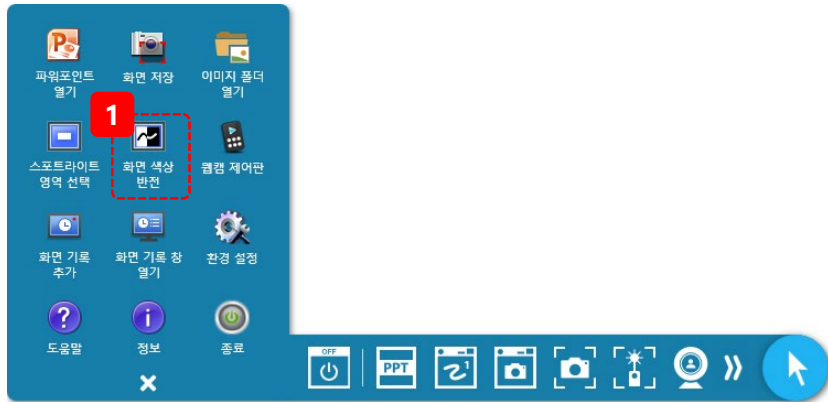 파워포인트
열기
화면 저장
이미지 폴더
열기
1
스포트라이트
영역 선택
화면 색상
반전
웹캠 제어판
화면 기록
추가
화면 기록 창
열기
환경 설정
도움말
정보
종료
OFF
PPT
1